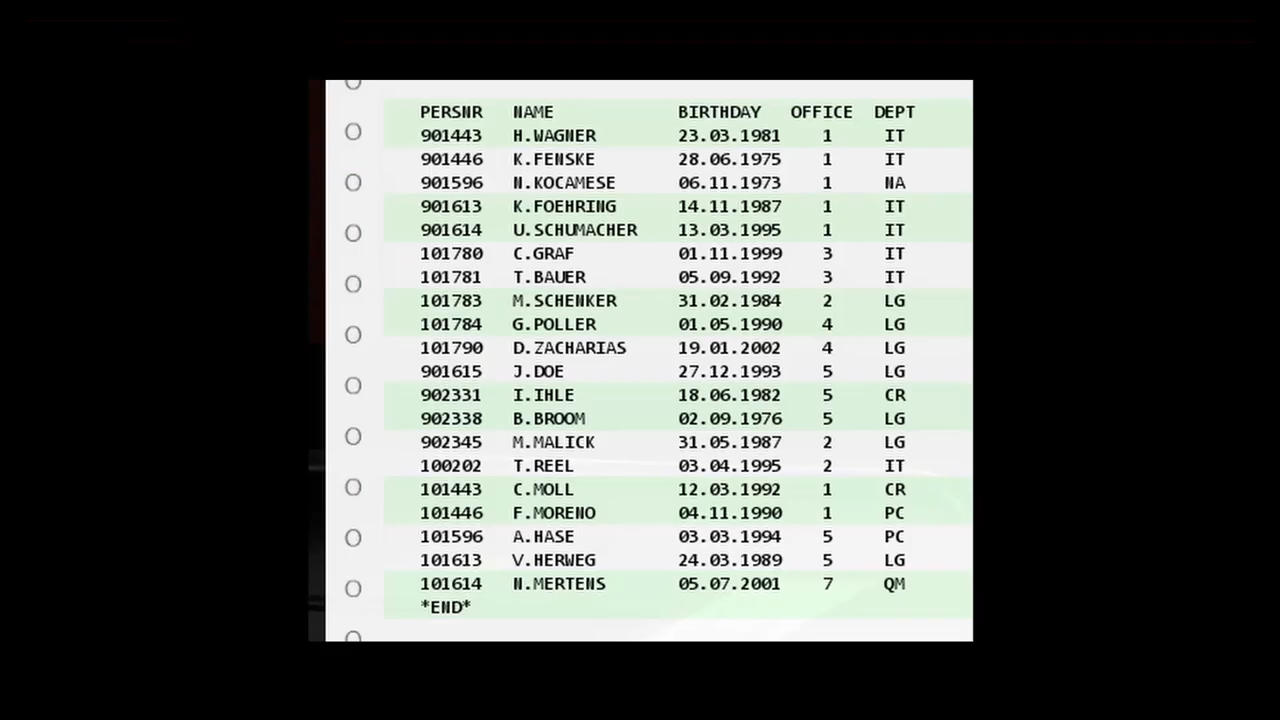 PERSNR NAME BIRTHDAY OFFICE DEPT
901443 H.WAGNER 23.03.1981 1 IT
901446 K.FENSKE 28.06.1975 1 IT
901596 N.KOCAMESE 06.11.1973 1 NA
901613 K.FOEHRING 14.11.1987 1 IT
901614 U.SCHUMACHER 13.03.1995 1 IT
101780 C.GRAF 01.11.1999 3 IT
101781 T.BAUER 05.09.1992 3 IT
101783 M.SCHENKER 31.02.1984 2 LG
101784 G.POLLER 01.05.1990 4 LG
101790 D.ZACHARIAS 19.01.2002 4 LG
901615 J.DOE 27.12.1993 5 LG
902331 I.IHLE 18.06.1982 5 CR
902338 B.BROOM 02.09.1976 5 LG
902345 M.MALICK 31.05.1987 2 LG
100202 T.REEL 03.04.1995 2 IT
101443 C.MOLL 12.03.1992 1 CR
101446 F.MORENO 04.11.1990 1 PC
101596 A.HASE 03.03.1994 5 PC
101613 V.HERWEG 24.03.1989 5 LG
101614 N.MERTENS 05.07.2001 7 QM
*END*